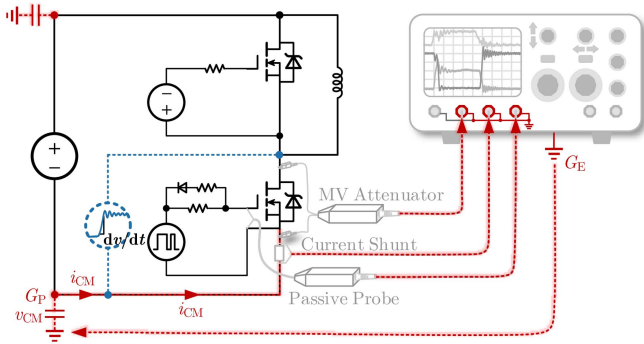 G_E
MV Attenuator
dv/dt
Current Shunt
i_CM
G_P
Passive Probe
i_CM
v_CM